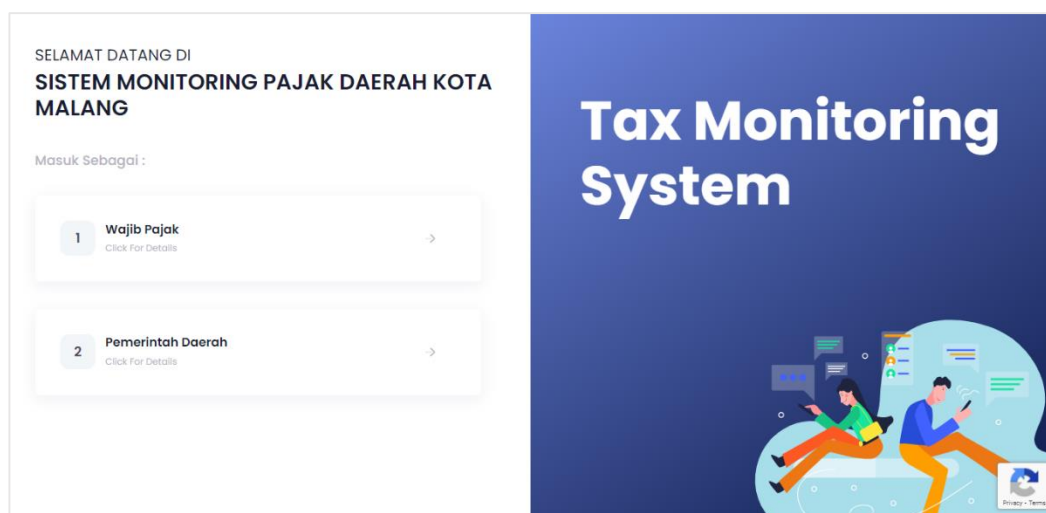 SELAMAT DATANG DI
SISTEM MONITORING PAJAK DAERAH KOTA
MALANG
Masuk Sebagai :
1
Wajib Pajak
Click For Details
2
Pemerintah Daerah
Click For Details
Tax Monitoring
System
Privacy - Terms